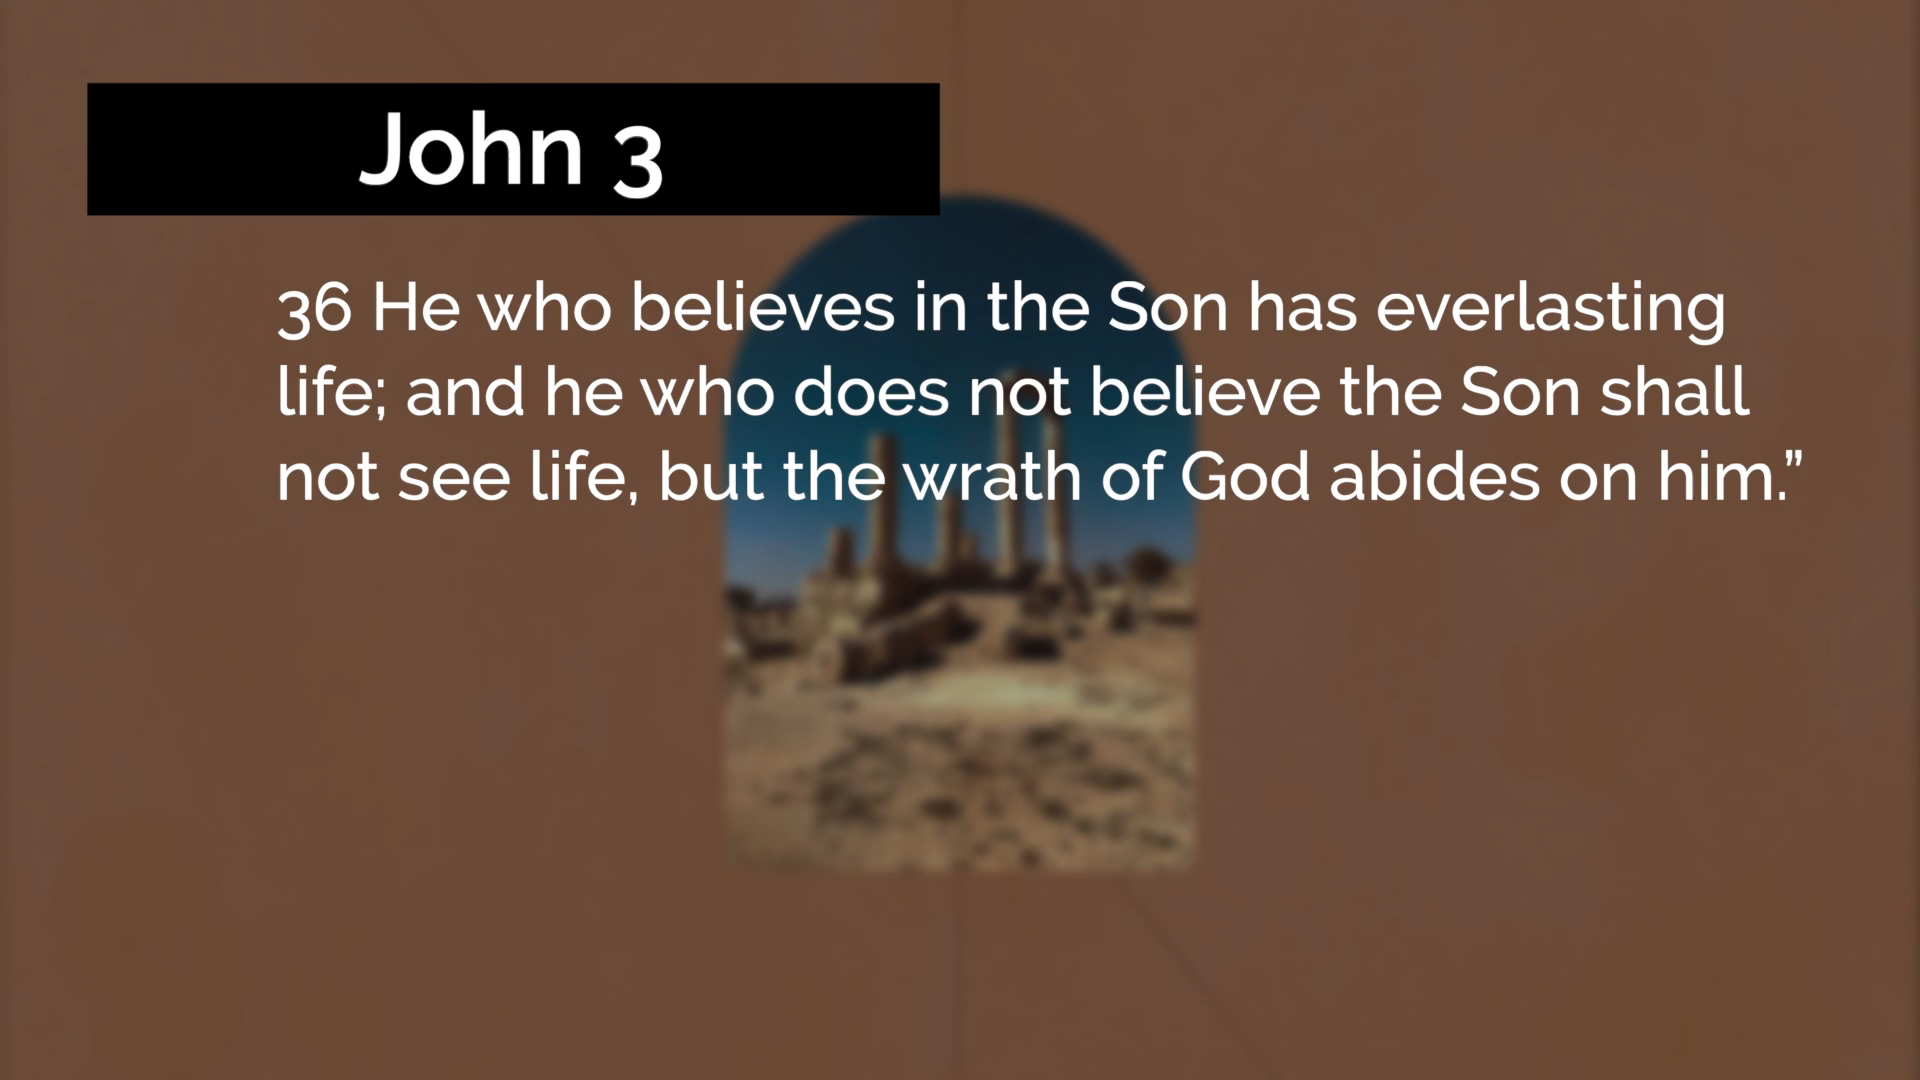 John 3
36 He who believes in the Son has everlasting
life; and he who does not believe the Son shall
not see life, but the wrath of God abides on him.”